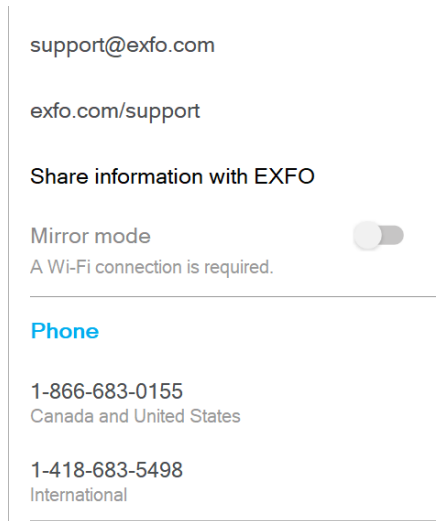 support@exfo.com
exfo.com/support
Share information with EXFO
Mirror mode
A Wi-Fi connection is required.
Phone
1-866-683-0155
Canada and United States
1-418-683-5498
International